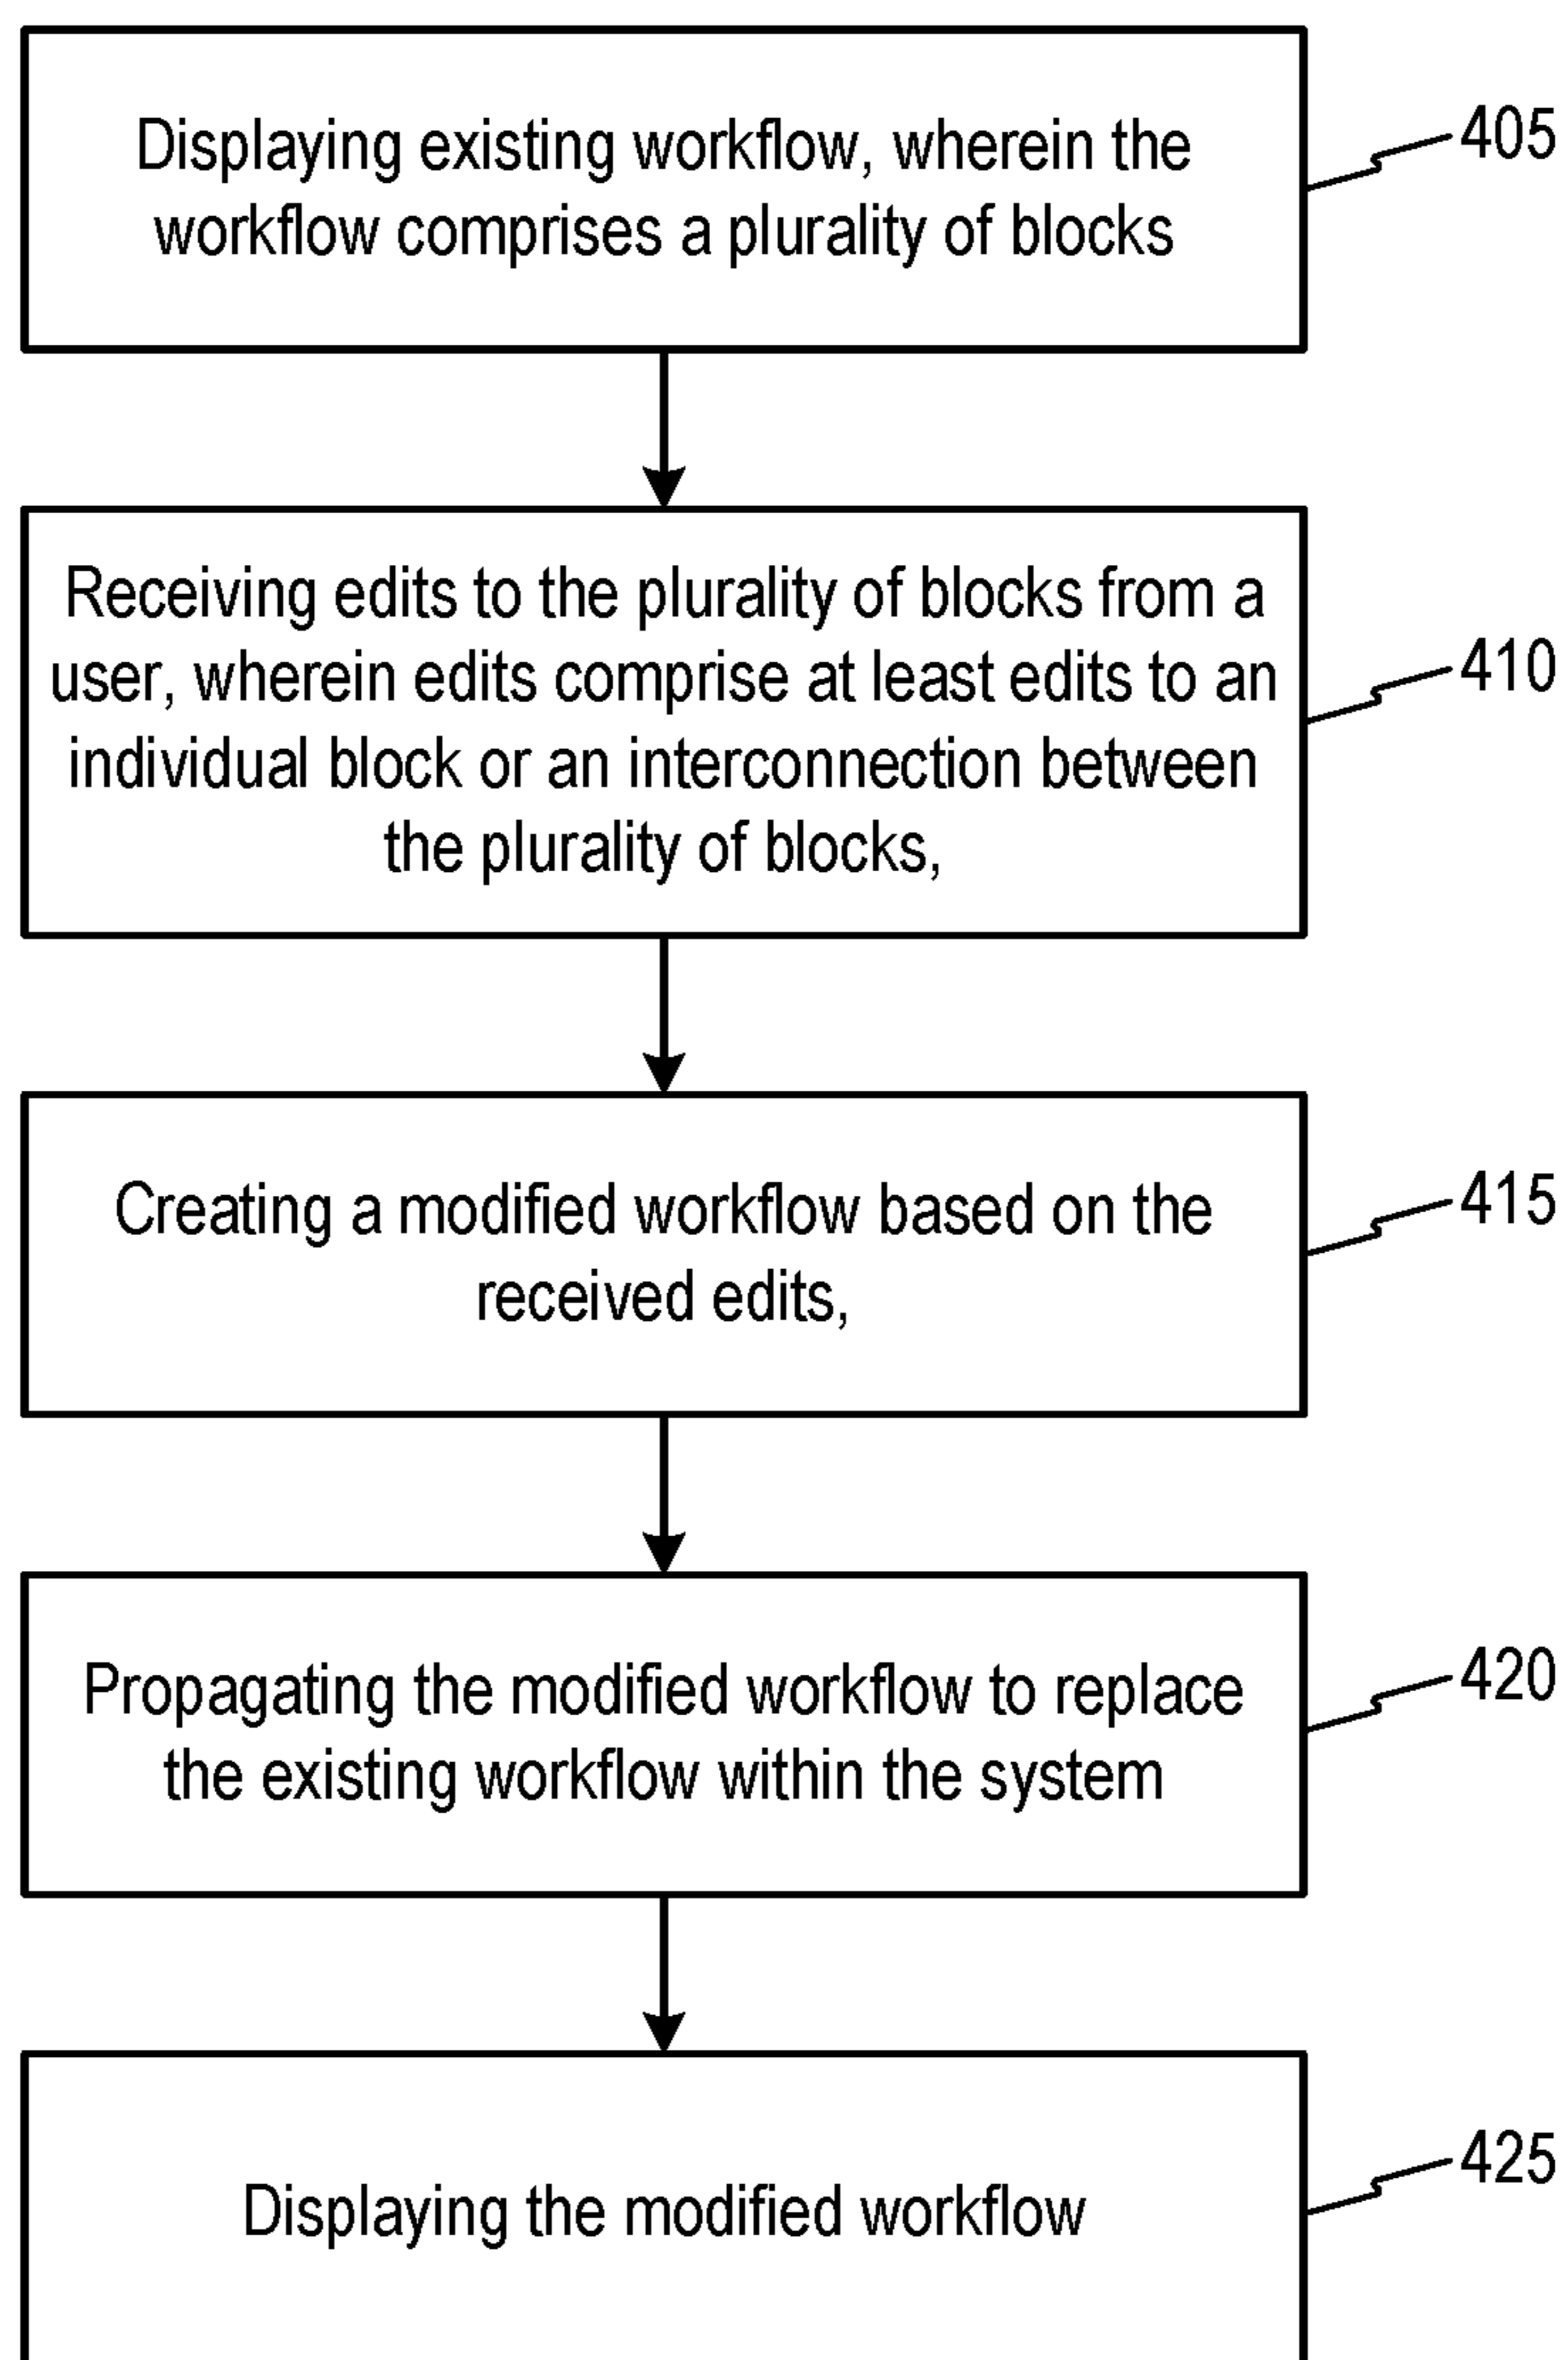 Displaying existing workflow, wherein the
workflow comprises a plurality of blocks
405
Receiving edits to the plurality of blocks from a
user, wherein edits comprise at least edits to an
individual block or an interconnection between
the plurality of blocks,
410
Creating a modified workflow based on the
received edits,
415
Propagating the modified workflow to replace
the existing workflow within the system
420
Displaying the modified workflow
425